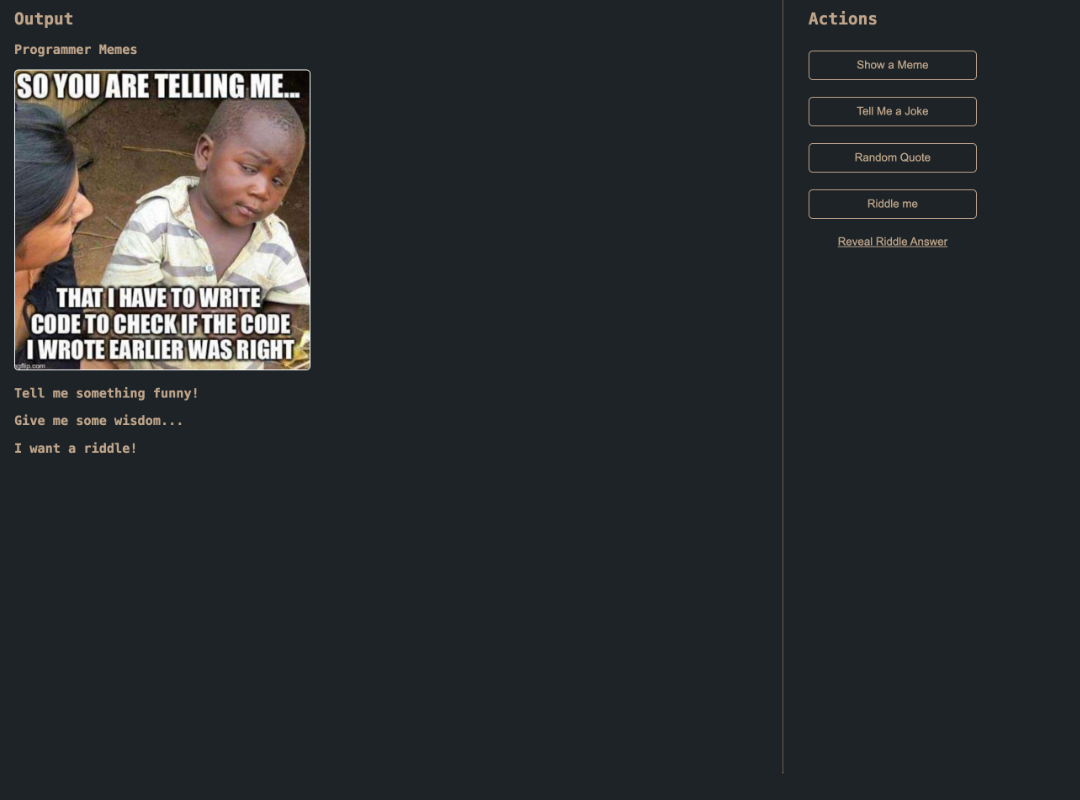 Output
Programmer Memes
SO YOU ARE TELLING ME...
THAT I HAVE TO WRITE
CODE TO CHECK IF THE CODE
I WROTE EARLIER WAS RIGHT
Tell me something funny!
Give me some wisdom...
I want a riddle!
Actions
Show a Meme
Tell Me a Joke
Random Quote
Riddle me
Reveal Riddle Answer